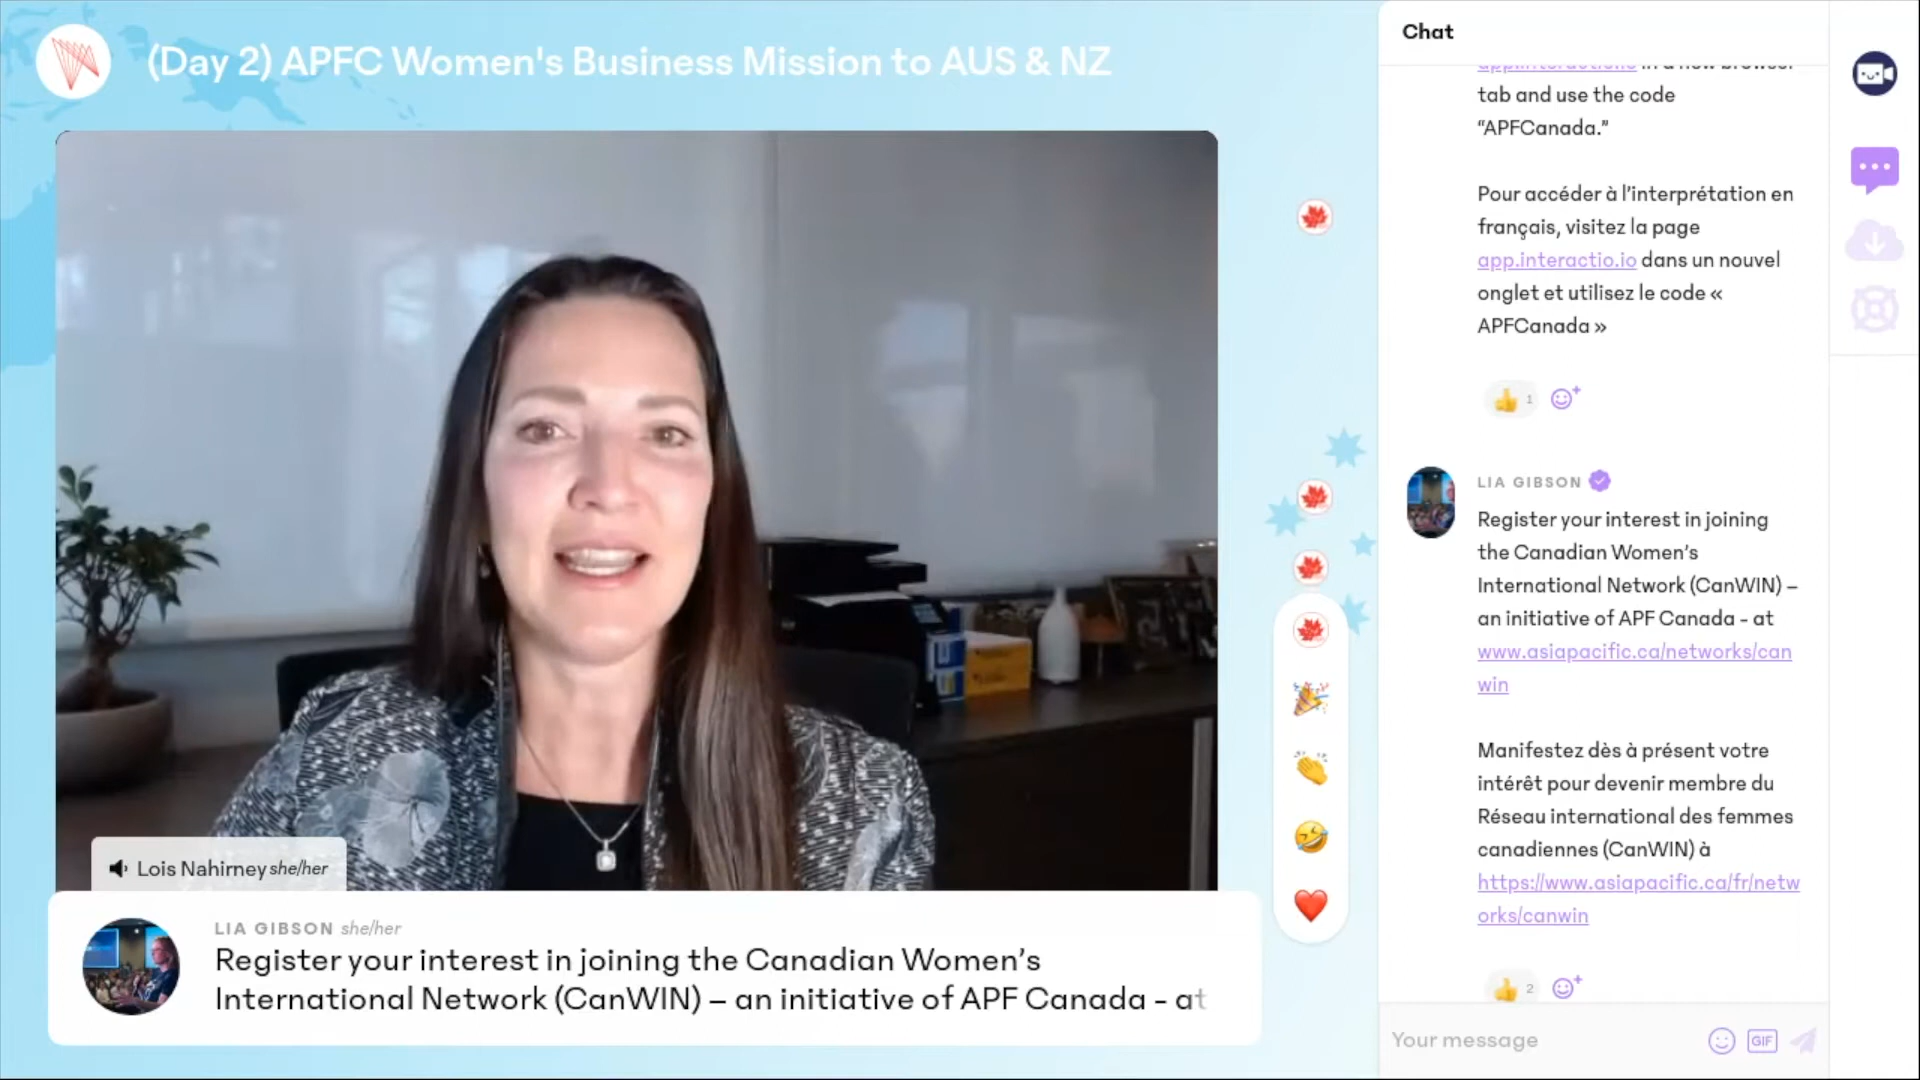 (Day 2) APFC Women's Business Mission to AUS & NZ
Lois Nahirney she/her
LIA GIBSON she/her
Register your interest in joining the Canadian Women’s
International Network (CanWIN) – an initiative of APF Canada - at
Chat
app.interactio.io in a new browser
tab and use the code
“APFCanada.”
Pour accéder à l’interprétation en
français, visitez la page
app.interactio.io dans un nouvel
onglet et utilisez le code «
APFCanada »
1
LIA GIBSON
Register your interest in joining
the Canadian Women’s
International Network (CanWIN) –
an initiative of APF Canada - at
www.asiapacific.ca/networks/can
win
Manifestez dès à présent votre
intérêt pour devenir membre du
Réseau international des femmes
canadiennes (CanWIN) à
https://www.asiapacific.ca/fr/netw
orks/canwin
2
Your message
GIF